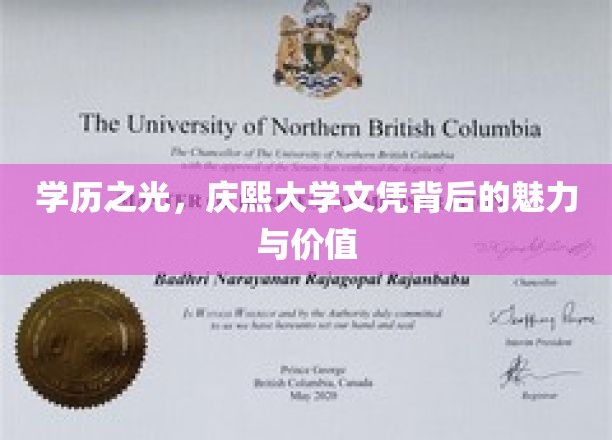 The University of Northern British Columbia
The Chancellor of The University of Northern British Columbia
with the approval of the Senate has conferred the degree of
学历之光，庆熙大学文凭背后的魅力
与价值
Badhri Narayanan Rajagopal Rajanbabu
Chancellor
In Witness Whereof and by the Authority duly committed
to us we have hereunto set our hand and seal
Interim President
Prince George
British Columbia, Canada
May 2020
Registrar